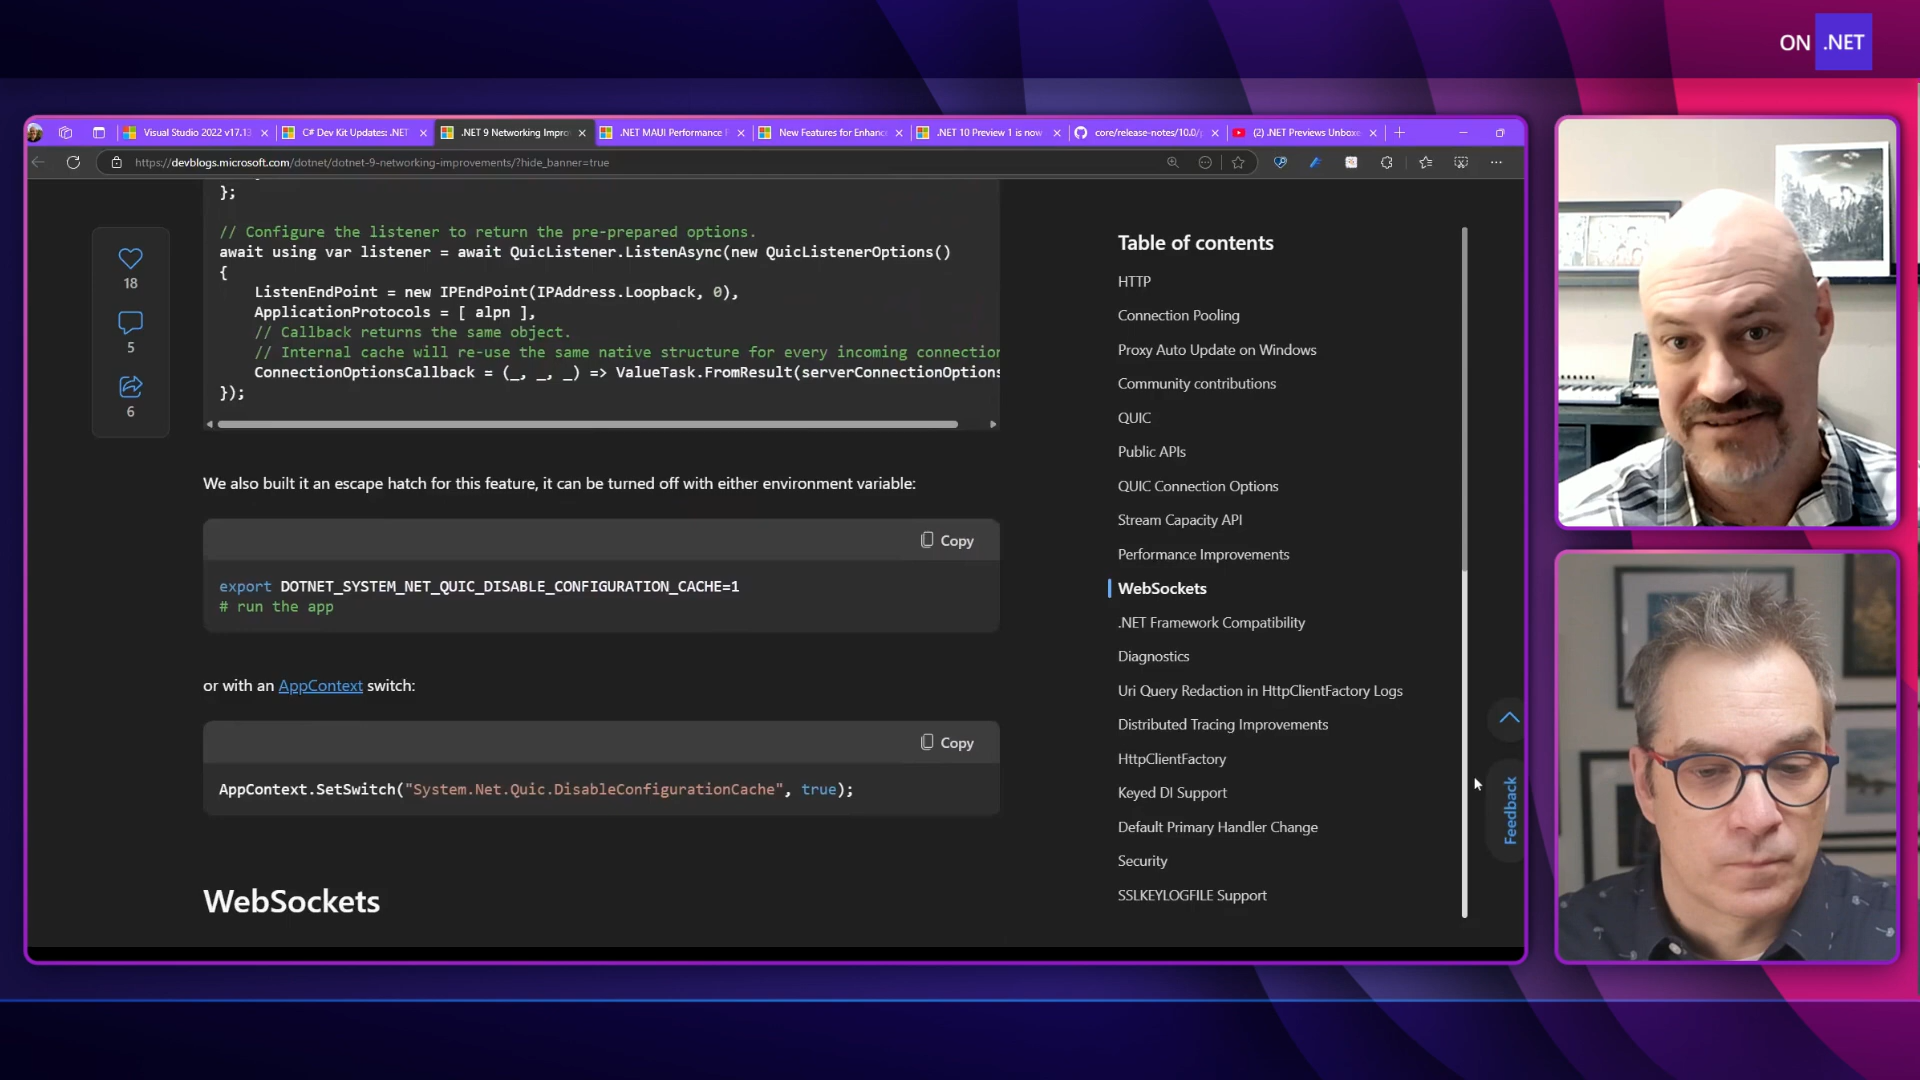 ON .NET
Visual Studio 2022 v17.13
C# Dev Kit Updates: .NET
.NET 9 Networking Impro
.NET MAUI Performance
New Features for Enhanc
.NET 10 Preview 1 is now
core/release-notes/10.0/
(2) .NET Previews Unboxe
https://devblogs.microsoft.com/dotnet/dotnet-9-networking-improvements/?hide_banner=true
18
5
6
};
// Configure the listener to return the pre-prepared options.
await using var listener = await QuicListener.ListenAsync(new QuicListenerOptions()
{
ListenEndPoint = new IPEndPoint(IPAddress.Loopback, 0),
ApplicationProtocols = [ alpn ],
// Callback returns the same object.
// Internal cache will re-use the same native structure for every incoming connection
ConnectionOptionsCallback = (_, _, _) => ValueTask.FromResult(serverConnectionOptions
});
We also built it an escape hatch for this feature, it can be turned off with either environment variable:
Copy
export DOTNET_SYSTEM_NET_QUIC_DISABLE_CONFIGURATION_CACHE=1
# run the app
or with an AppContext switch:
Copy
AppContext.SetSwitch("System.Net.Quic.DisableConfigurationCache", true);
WebSockets
Table of contents
HTTP
Connection Pooling
Proxy Auto Update on Windows
Community contributions
QUIC
Public APIs
QUIC Connection Options
Stream Capacity API
Performance Improvements
WebSockets
.NET Framework Compatibility
Diagnostics
Uri Query Redaction in HttpClientFactory Logs
Distributed Tracing Improvements
HttpClientFactory
Keyed DI Support
Default Primary Handler Change
Security
SSLKEYLOGFILE Support
Feedback